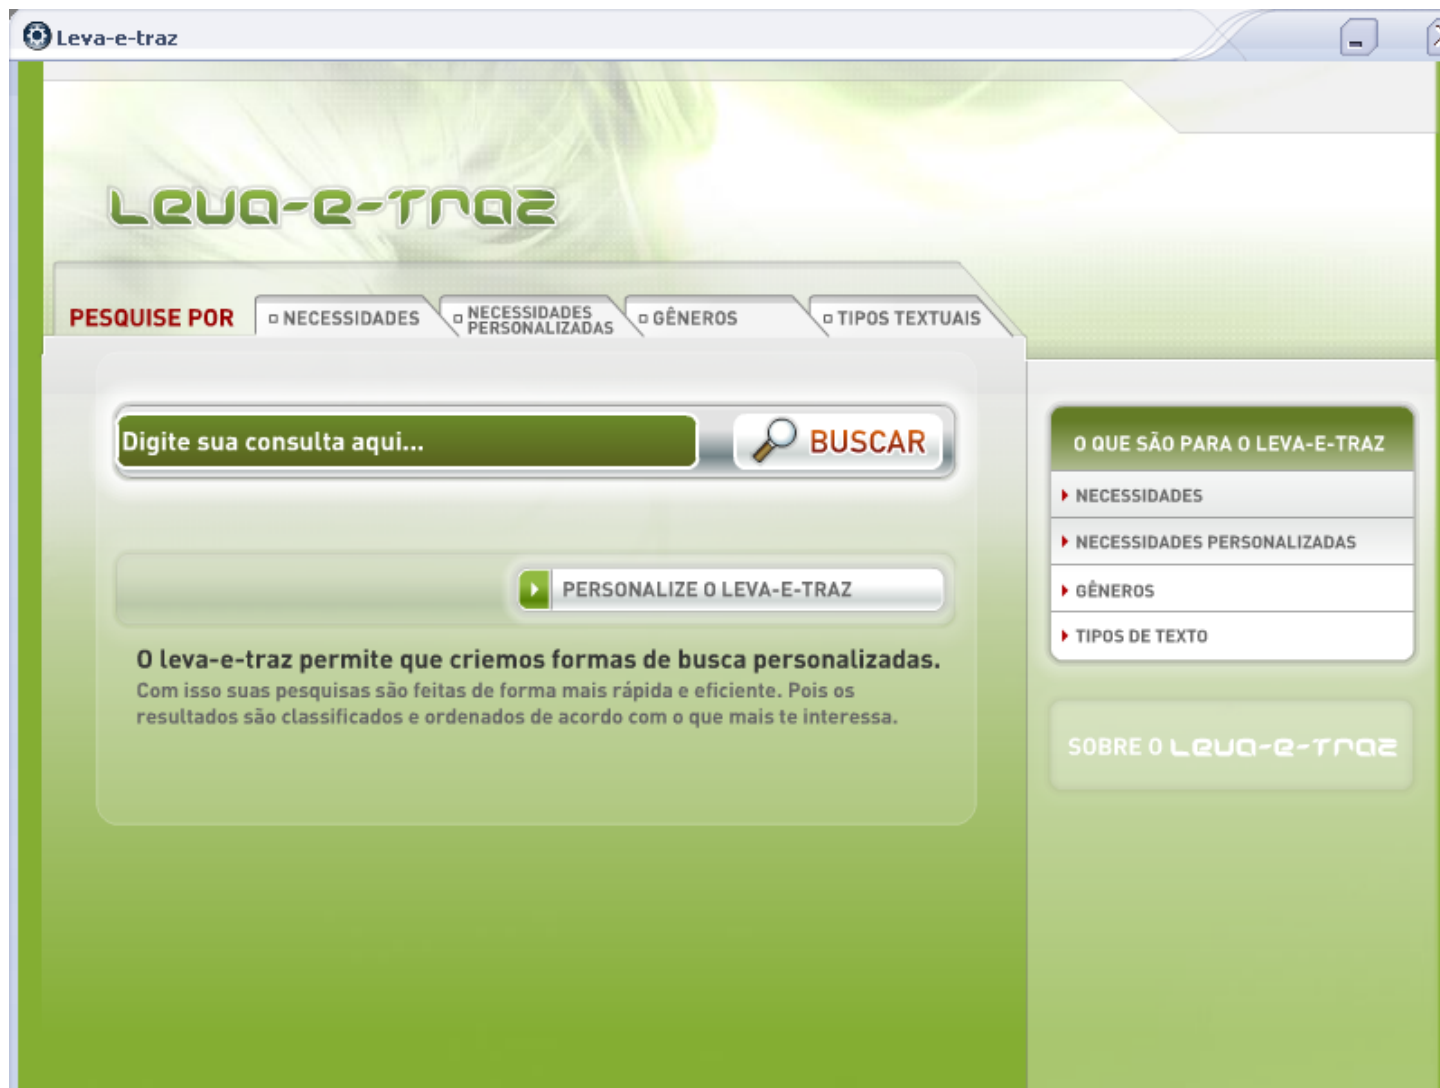 Leva-e-traz
Leva-e-traz
PESQUISE POR
NECESSIDADES
NECESSIDADES
PERSONALIZADAS
GÊNEROS
TIPOS TEXTUAIS
Digite sua consulta aqui...
BUSCAR
PERSONALIZE O LEVA-E-TRAZ
O leva-e-traz permite que criemos formas de busca personalizadas.
Com isso suas pesquisas são feitas de forma mais rápida e eficiente. Pois os
resultados são classificados e ordenados de acordo com o que mais te interessa.
O QUE SÃO PARA O LEVA-E-TRAZ
NECESSIDADES
NECESSIDADES PERSONALIZADAS
GÊNEROS
TIPOS DE TEXTO
SOBRE O Leva-e-traz